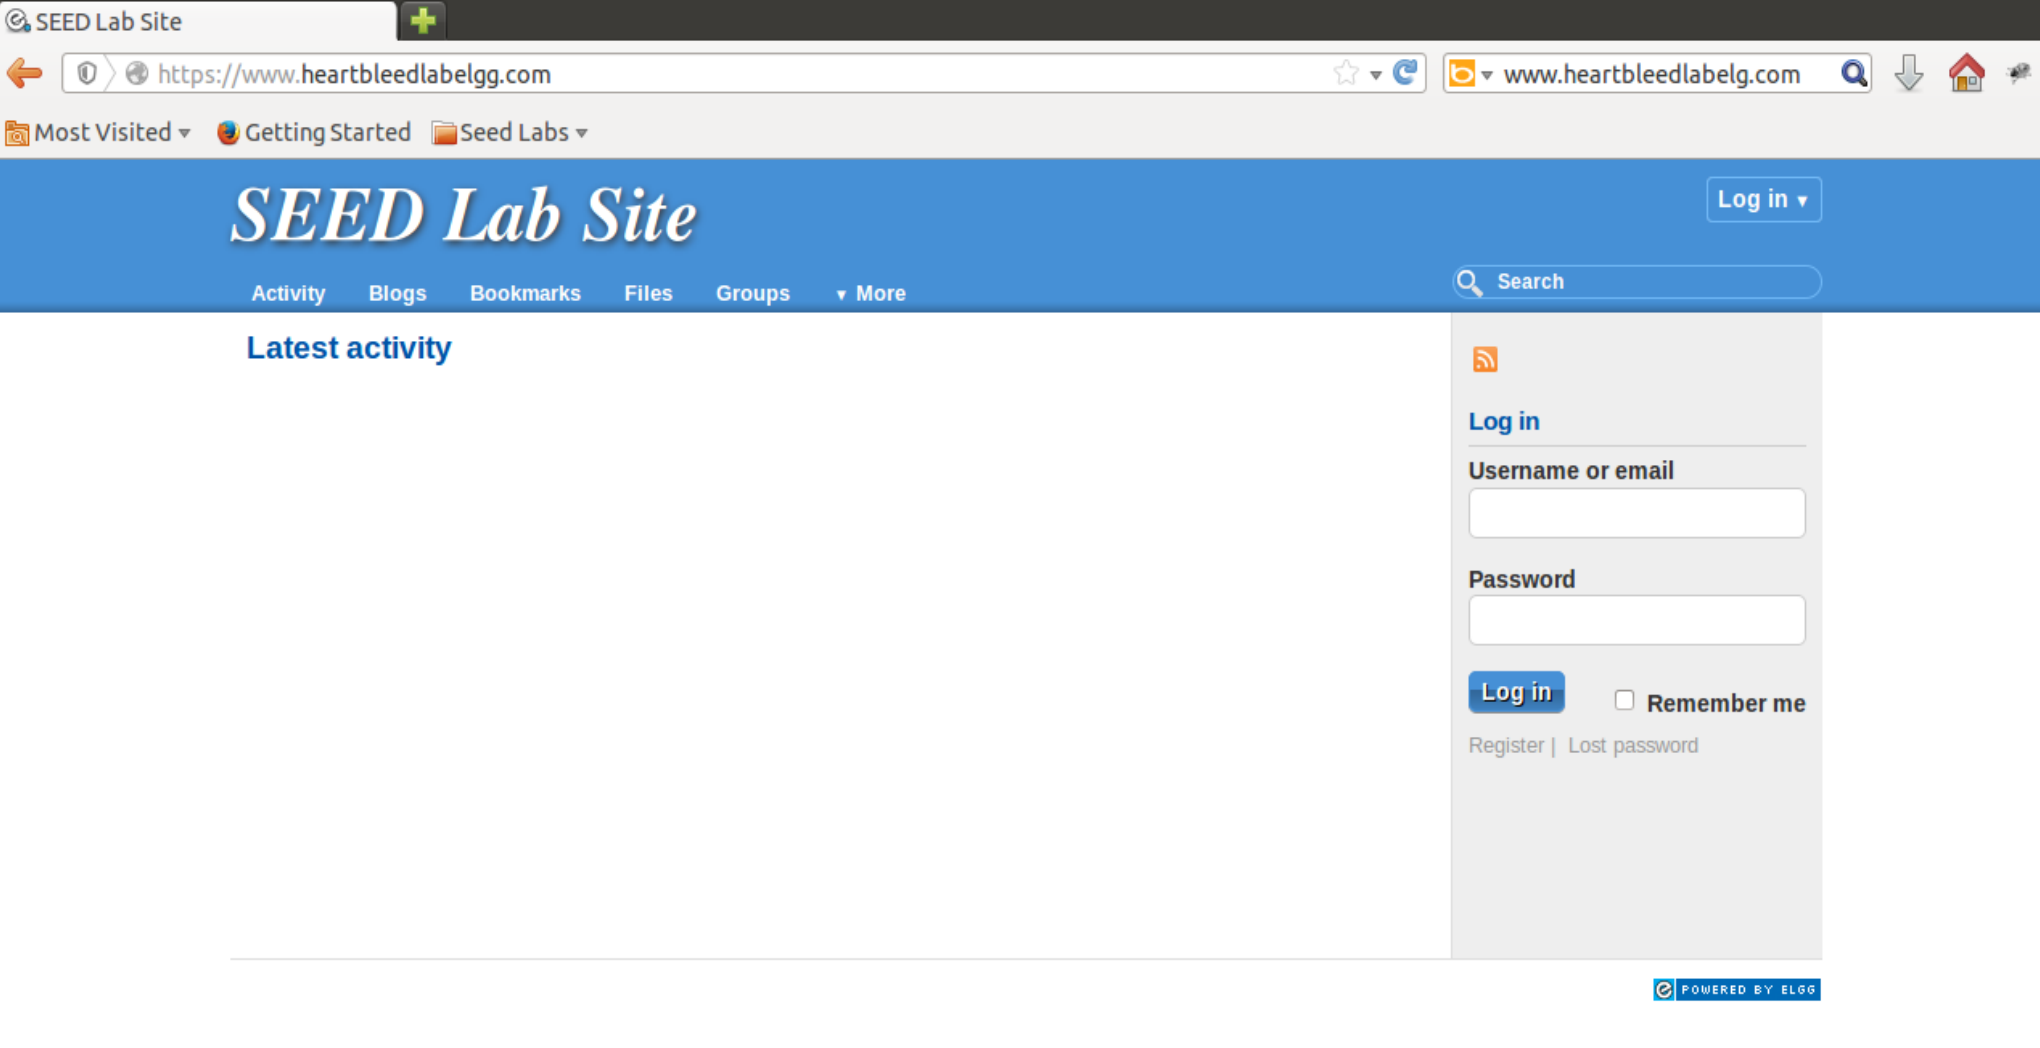 SEED Lab Site
https://www.heartbleedlabelgg.com
www.heartbleedlabelg.com
Most Visited Getting Started Seed Labs
SEED Lab Site
Log in
Activity Blogs Bookmarks Files Groups More
Search
Latest activity
Log in
Username or email
Password
Log in Remember me
Register | Lost password
POWERED BY ELGG